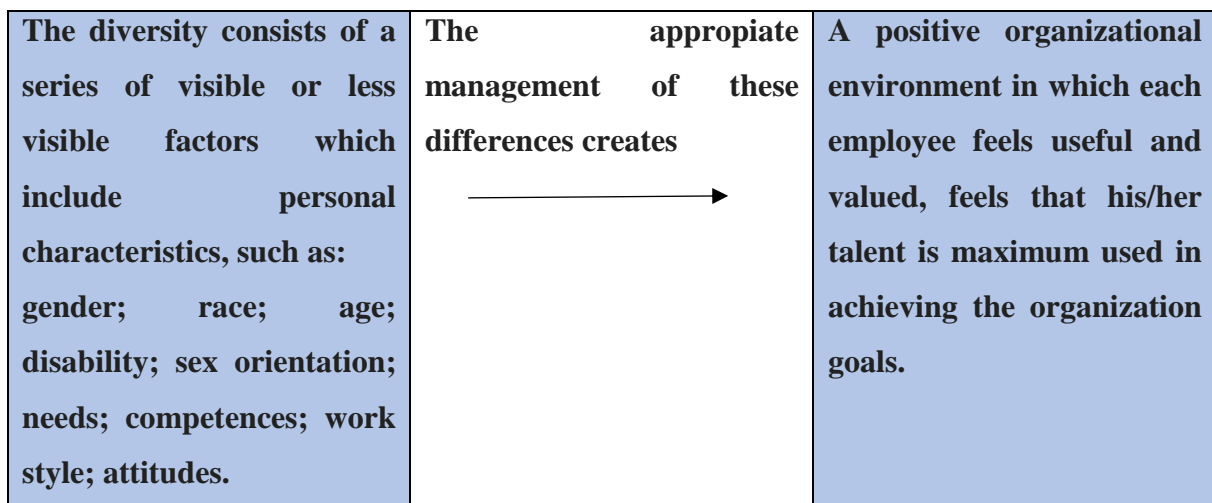 The diversity consists of a
series of visible or less
visible factors which
include personal
characteristics, such as:
gender; race; age;
disability; sex orientation;
needs; competences; work
style; attitudes.
The appropiate
management of these
differences creates
A positive organizational
environment in which each
employee feels useful and
valued, feels that his/her
talent is maximum used in
achieving the organization
goals.